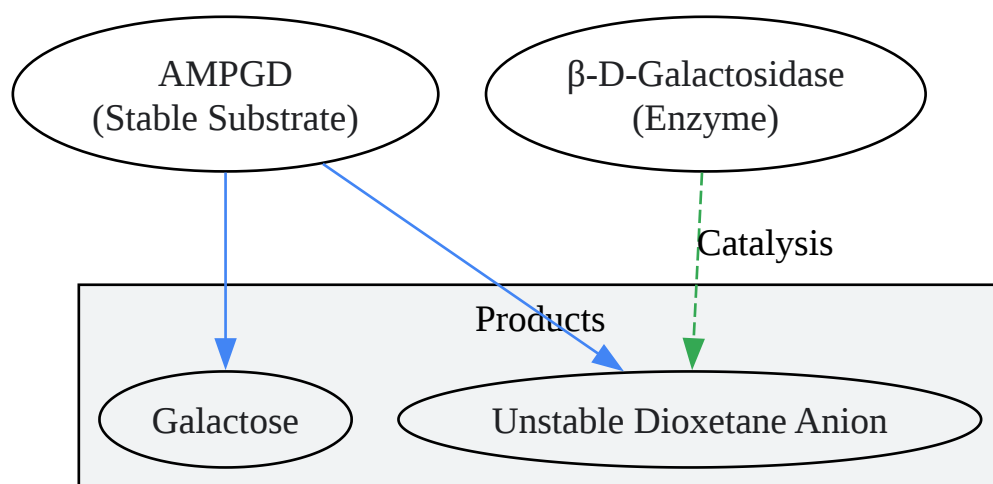 AMPGD
(Stable Substrate)
β-D-Galactosidase
(Enzyme)
Catalysis
Products
Galactose
Unstable Dioxetane Anion